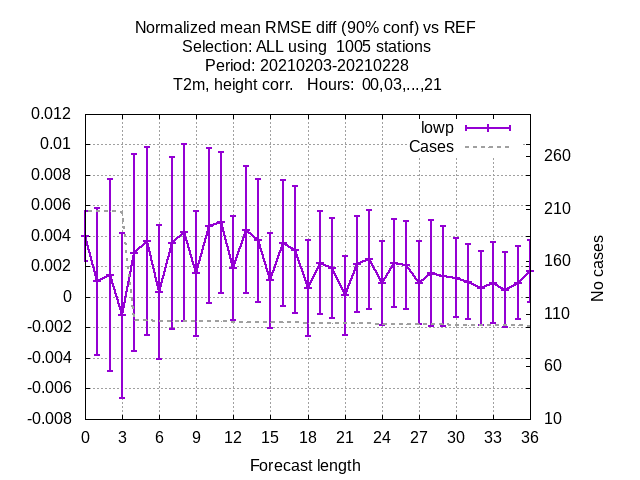 Normalized mean RMSE diff (90% conf) vs REF
Selection: ALL using  1005 stations
Period: 20210203-20210228
T2m, height corr.   Hours:  00,03,...,21
lowp
Cases
0.012
0.01
0.008
0.006
0.004
0.002
0
-0.002
-0.004
-0.006
-0.008
260
210
160
110
60
10
No cases
0 3 6 9 12 15 18 21 24 27 30 33 36
Forecast length